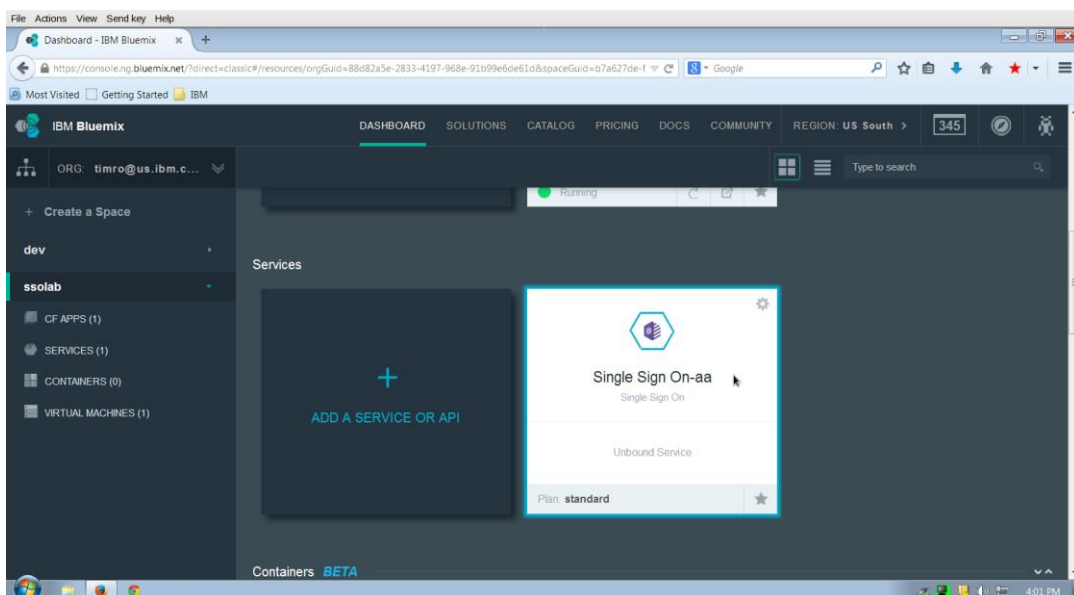 File Actions View Send key Help
Dashboard - IBM Bluemix × +
https://console.ng.bluemix.net/?direct=classic#/resources/orgGuid=88d82a5e-2833-4197-968e-91b99e6de61d&spaceGuid=b7a627de-f
8 Google
Most Visited Getting Started IBM
IBM Bluemix
DASHBOARD SOLUTIONS CATALOG PRICING DOCS COMMUNITY REGION: US South > 345
ORG: timro@us.ibm.c...
Type to search
+ Create a Space
dev
ssolab
CF APPS (1)
SERVICES (1)
CONTAINERS (0)
VIRTUAL MACHINES (1)
Running
Services
+
ADD A SERVICE OR API
Single Sign On-aa
Single Sign On
Unbound Service
Plan: standard
Containers BETA
4:01 PM